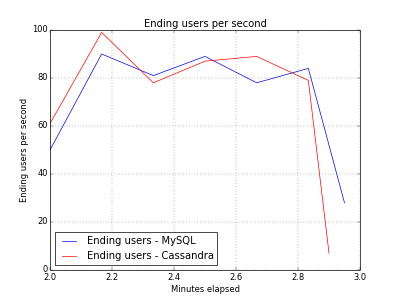 Ending users per second
100
80
60
40
20
0
Ending users per second
Ending users - MySQL
Ending users - Cassandra
2.0 2.2 2.4 2.6 2.8 3.0
Minutes elapsed